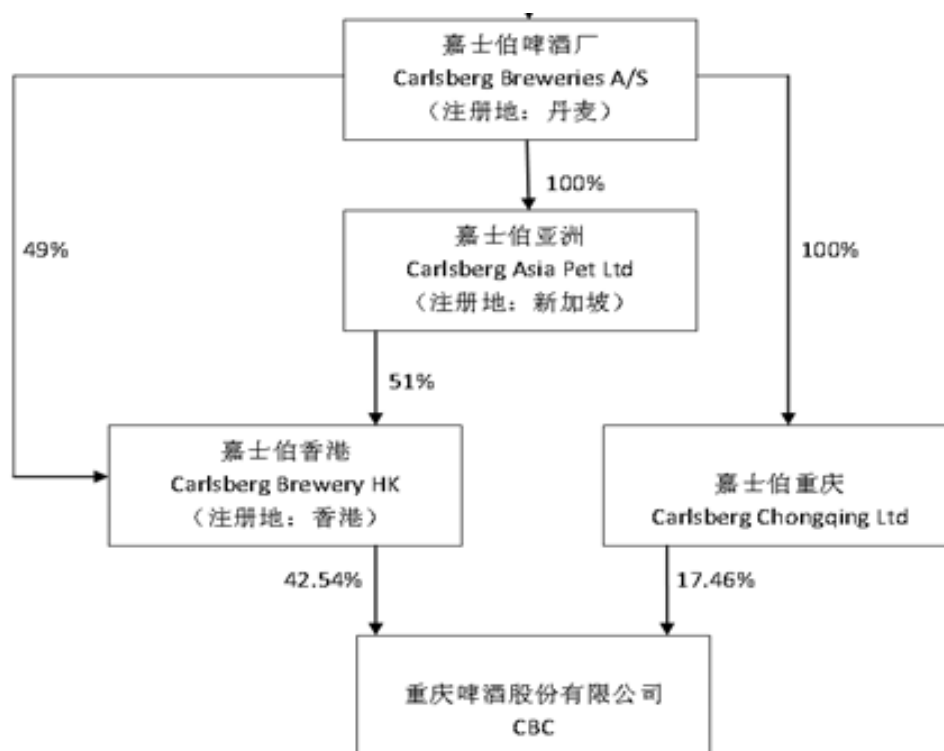 嘉士伯啤酒厂
Carlsberg Breweries A/S
（注册地：丹麦）
100%
49%
嘉士伯亚洲
Carlsberg Asia Pet Ltd
（注册地：新加坡）
100%
51%
嘉士伯香港
Carlsberg Brewery HK
（注册地：香港）
嘉士伯重庆
Carlsberg Chongqing Ltd
42.54%
17.46%
重庆啤酒股份有限公司
CBC